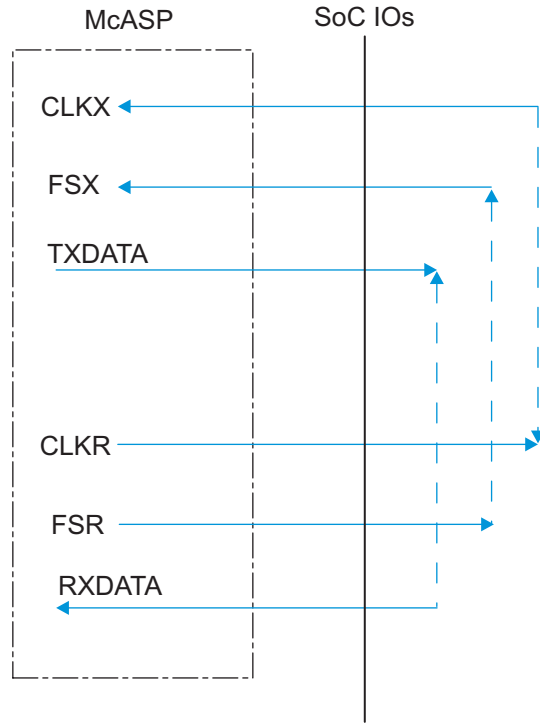 McASP
SoC IOs
CLKX
FSX
TXDATA
CLKR
FSR
RXDATA